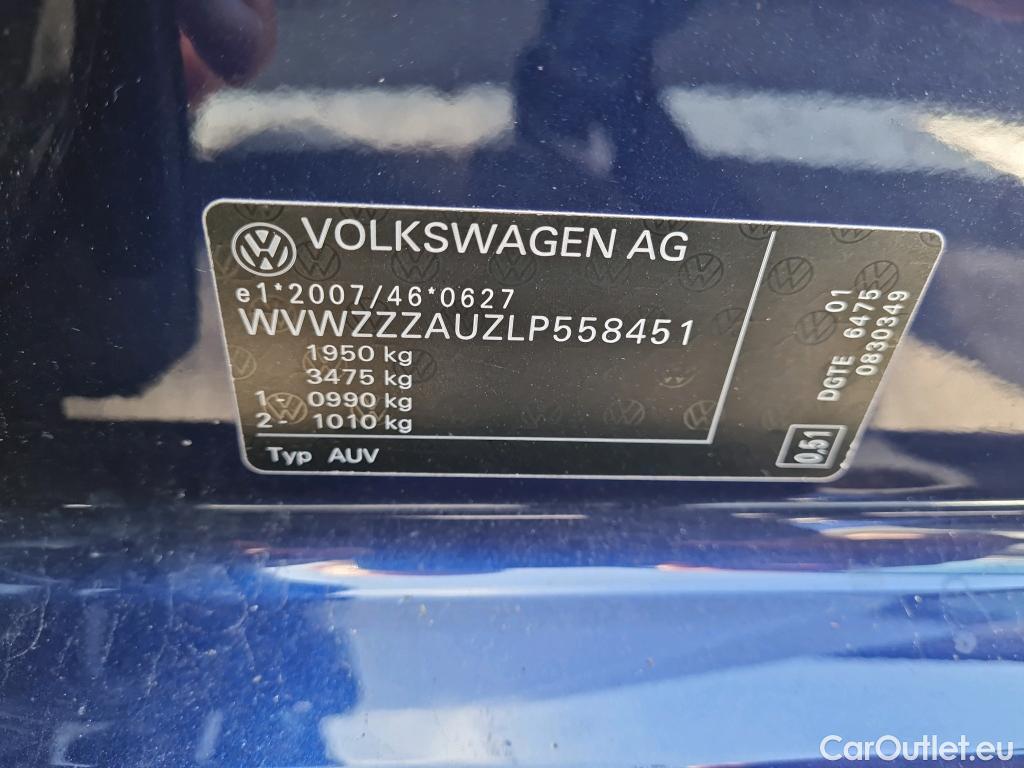 VOLKSWAGEN AG
e1*2007/46*0627
WVWZZZAUZLP558451
1950 kg
3475 kg
1 - 0990 kg
2 - 1010 kg
Typ AUV
01
DGTE 6475
0830349
0.51
CarOutlet.eu